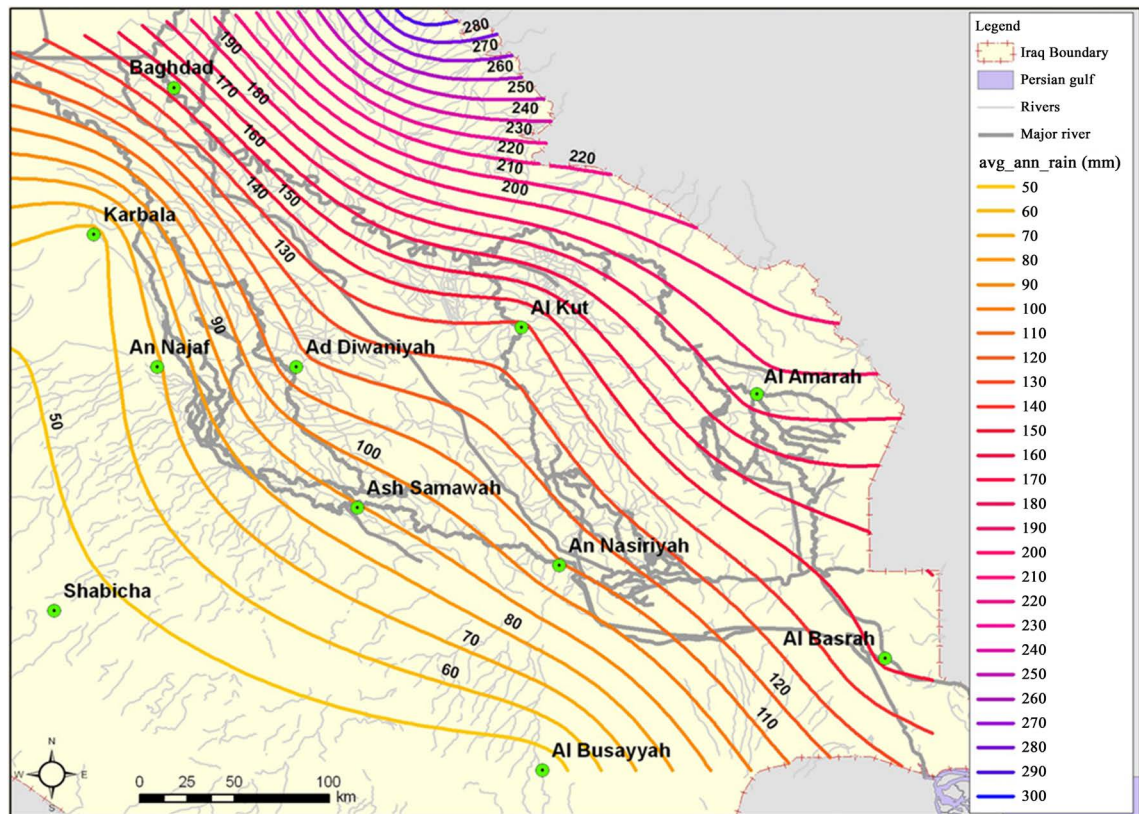 280
270
260
250
240
230
220
210
220
200
190
180
170
160
150
140
130
Baghdad
Karbala
Al Kut
An Najaf
90
Ad Diwaniyah
Al Amarah
50
100
Ash Samawah
An Nasiriyah
Shabicha
80
70
60
Al Basrah
120
110
Al Busayyah
N
W
E
S
0 25 50 100
km
Legend
Iraq Boundary
Persian gulf
Rivers
Major river
avg_ann_rain (mm)
50
60
70
80
90
100
110
120
130
140
150
160
170
180
190
200
210
220
230
240
250
260
270
280
290
300